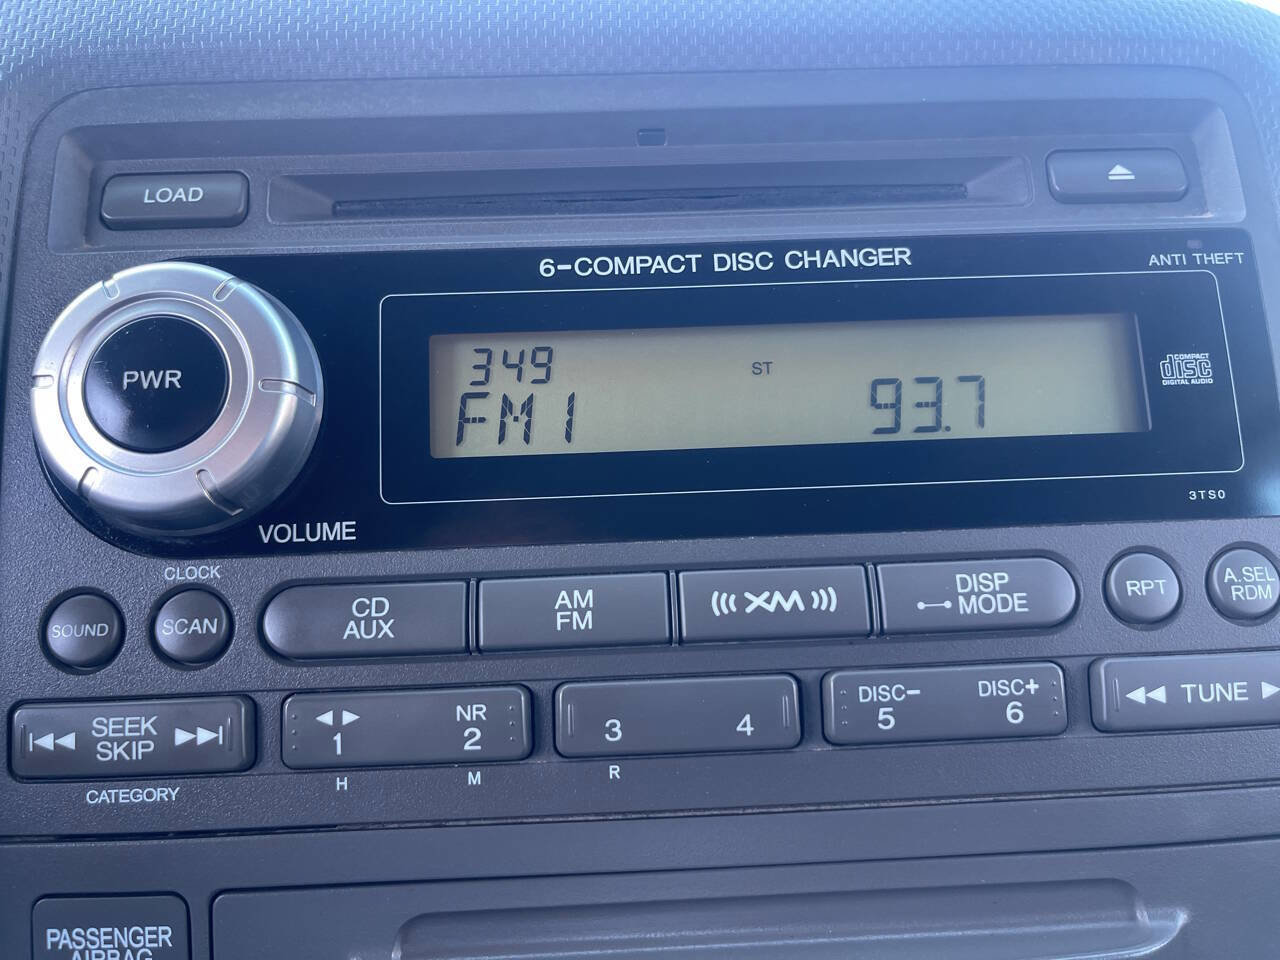 LOAD
6-COMPACT DISC CHANGER
ANTI THEFT
PWR
349
ST
FM1
93.7
COMPACT
disc
DIGITAL AUDIO
3TS0
VOLUME
CLOCK
SOUND
SCAN
CD
AUX
AM
FM
XM
DISP
MODE
RPT
A.SEL
RDM
SEEK
SKIP
CATEGORY
1
NR
2
3
4
DISC-
5
DISC+
6
TUNE
H
M
R
PASSENGER
AIRBAG